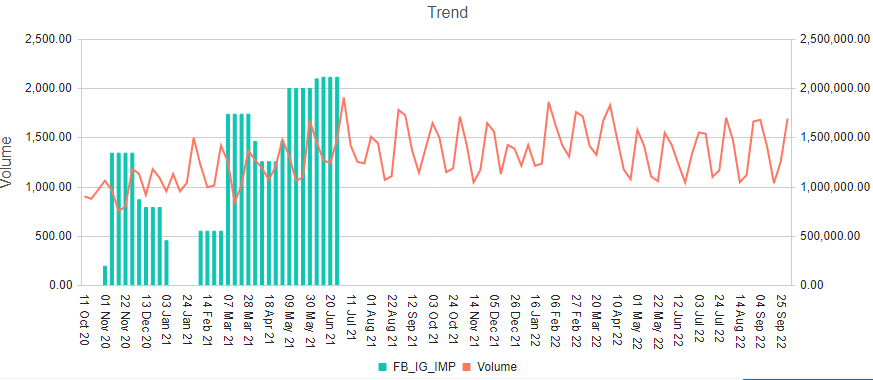 Trend
Volume
2,500.00
2,000.00
1,500.00
1,000.00
500.00
0.00
2,500,000.00
2,000,000.00
1,500,000.00
1,000,000.00
500,000.00
0.00
11 Oct 20
01 Nov 20
22 Nov 20
13 Dec 20
03 Jan 21
24 Jan 21
14 Feb 21
07 Mar 21
28 Mar 21
18 Apr 21
09 May 21
30 May 21
20 Jun 21
11 Jul 21
01 Aug 21
22 Aug 21
12 Sep 21
03 Oct 21
24 Oct 21
14 Nov 21
05 Dec 21
26 Dec 21
16 Jan 22
06 Feb 22
27 Feb 22
20 Mar 22
10 Apr 22
01 May 22
22 May 22
12 Jun 22
03 Jul 22
24 Jul 22
14 Aug 22
04 Sep 22
25 Sep 22
FB_IG_IMP
Volume